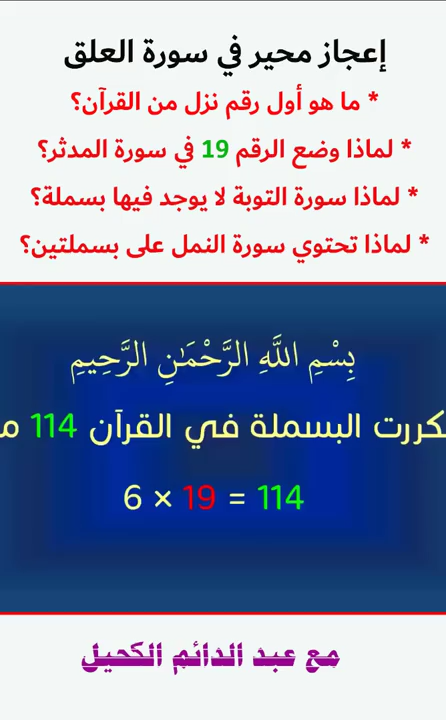 إعجاز محير في سورة العلق
* ما هو أول رقم نزل من القرآن؟
* لماذا وضع الرقم 19 في سورة المدثر؟
* لماذا سورة التوبة لا يوجد فيها بسملة؟
* لماذا تحتوي سورة النمل على بسملتين؟
بِسْمِ اللَّهِ الرَّحْمَٰنِ الرَّحِيمِ
كررت البسملة في القرآن 114 م
6 × 19 = 114
مع عبد الدائم الكحيل